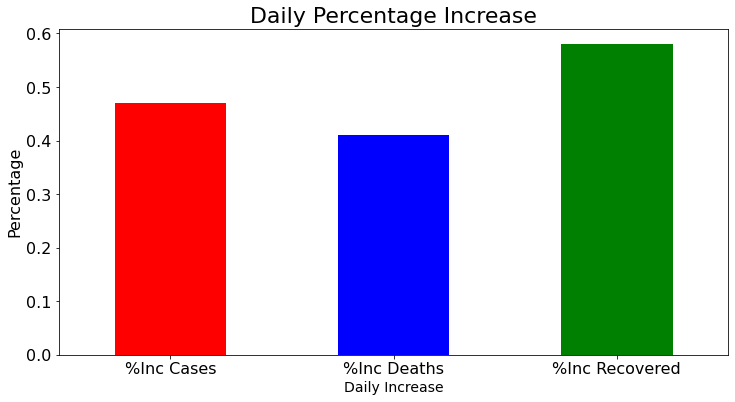 Daily Percentage Increase
Percentage
0.6
0.5
0.4
0.3
0.2
0.1
0.0
%Inc Cases %Inc Deaths %Inc Recovered
Daily Increase